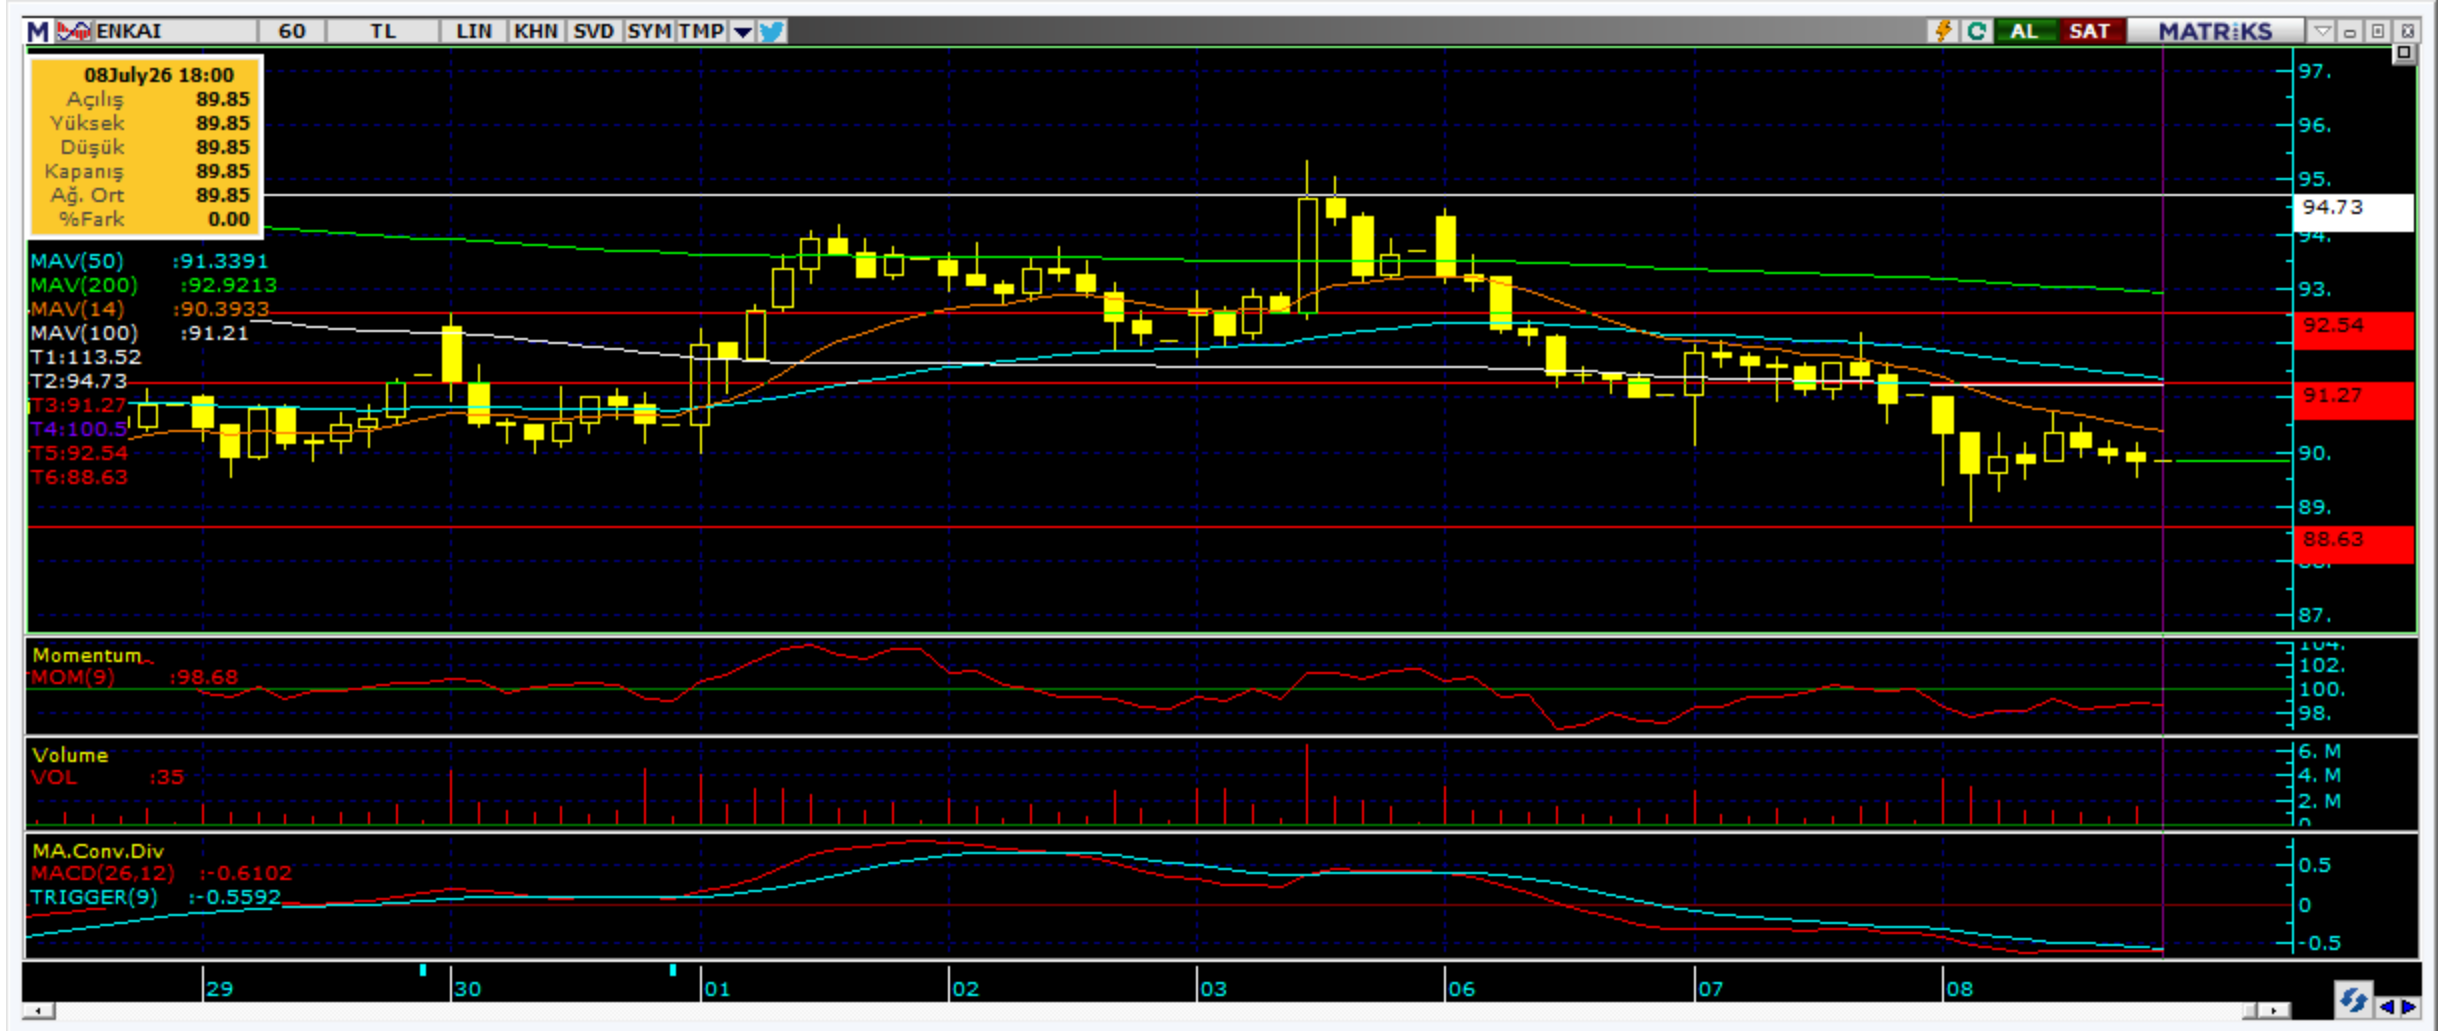 M ENKAI 60 TL LIN KHN SVD SYM TMP AL SAT MATRİKS
08July26 18:00
Açılış 89.85
Yüksek 89.85
Düşük 89.85
Kapanış 89.85
Ağ. Ort 89.85
%Fark 0.00
MAV(50) :91.3391
MAV(200) :92.9213
MAV(14) :90.3933
MAV(100) :91.21
T1:113.52
T2:94.73
T3:91.27
T4:100.5
T5:92.54
T6:88.63
97.
96.
95.
94.73
94.
93.
92.54
91.27
90.
89.
88.63
87.
Momentum
MOM(9) :98.68
104.
102.
100.
98.
Volume
VOL :35
6. M
4. M
2. M
0
MA.Conv.Div
MACD(26,12) :-0.6102
TRIGGER(9) :-0.5592
0.5
0
-0.5
29 30 01 02 03 06 07 08